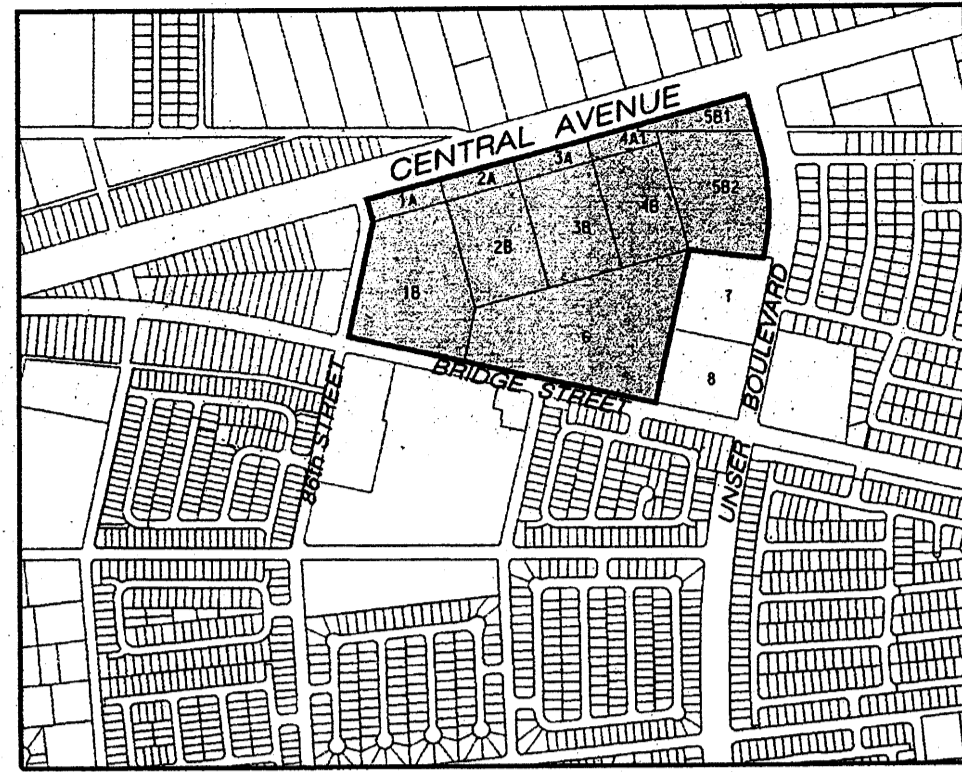 CENTRAL AVENUE
5B1
4A1
3A
2A
1A
5B2
4B
3B
2B
1B
6
7
8
BRIDGE STREET
86th STREET
UNSER BOULEVARD